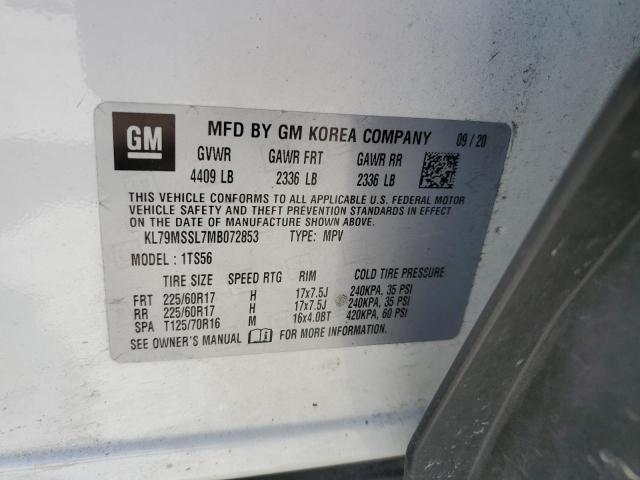 GM MFD BY GM KOREA COMPANY 09/20
GVWR GAWR FRT GAWR RR
4409 LB 2336 LB 2336 LB
THIS VEHICLE CONFORMS TO ALL APPLICABLE U.S. FEDERAL MOTOR
VEHICLE SAFETY AND THEFT PREVENTION STANDARDS IN EFFECT
ON THE DATE OF MANUFACTURE SHOWN ABOVE.
KL79MSSL7MB072853 TYPE: MPV
MODEL : 1TS56
TIRE SIZE SPEED RTG RIM COLD TIRE PRESSURE
FRT 225/60R17 H 17x7.5J 240KPA, 35 PSI
RR 225/60R17 H 17x7.5J 240KPA, 35 PSI
SPA T125/70R16 M 16x4.0BT 420KPA, 60 PSI
SEE OWNER'S MANUAL FOR MORE INFORMATION